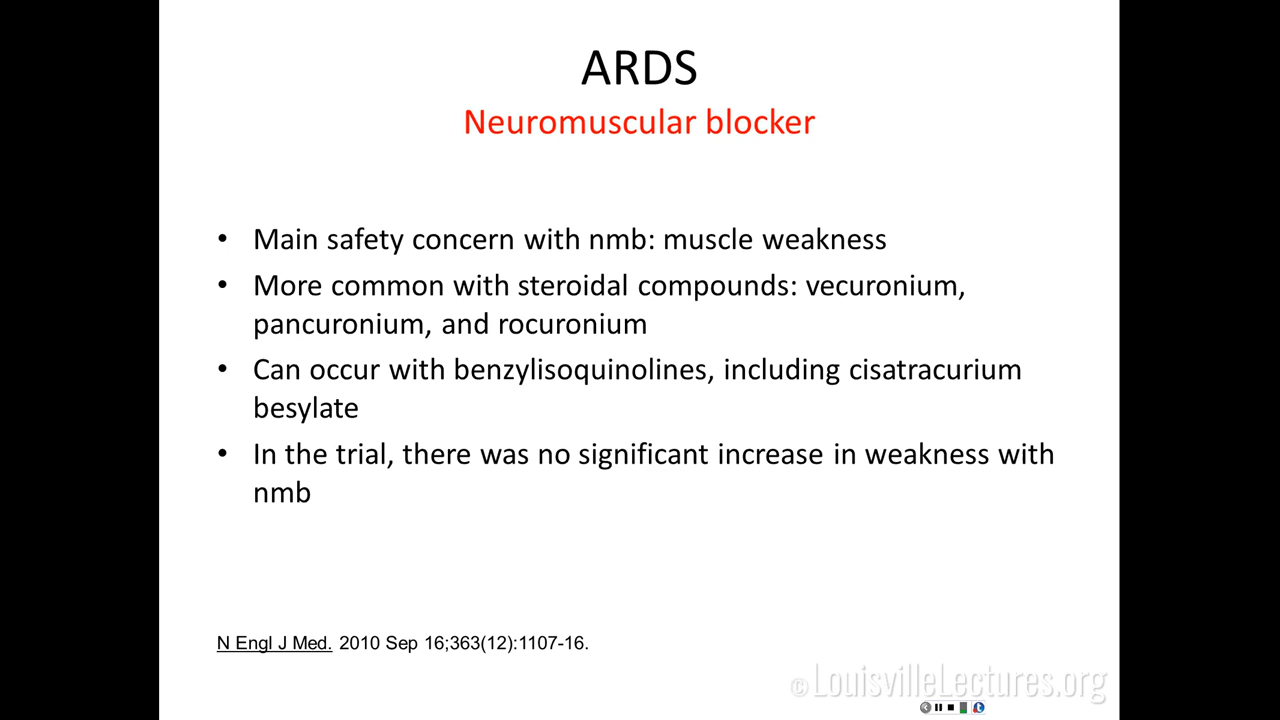 ARDS
Neuromuscular blocker
• Main safety concern with nmb: muscle weakness
• More common with steroidal compounds: vecuronium,
pancuronium, and rocuronium
• Can occur with benzylisoquinolines, including cisatracurium
besylate
• In the trial, there was no significant increase in weakness with
nmb
N Engl J Med. 2010 Sep 16;363(12):1107-16.
©LouisvilleLectures.org